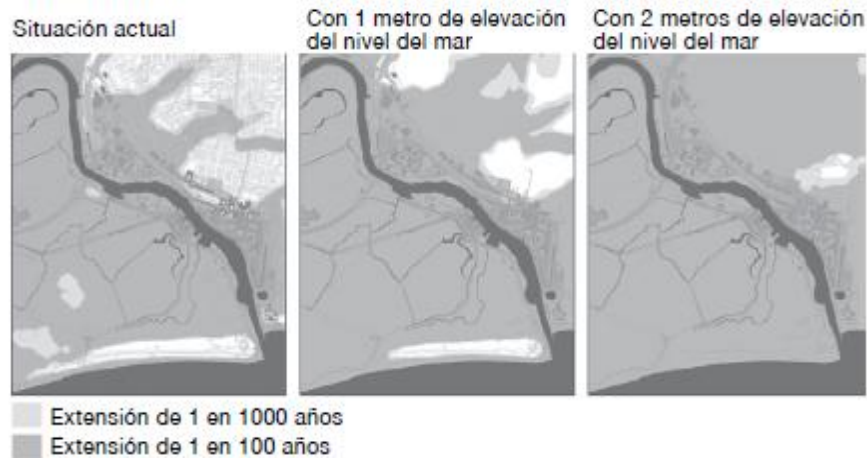 Situación actual
Con 1 metro de elevación
del nivel del mar
Con 2 metros de elevación
del nivel del mar
Extensión de 1 en 1000 años
Extensión de 1 en 100 años